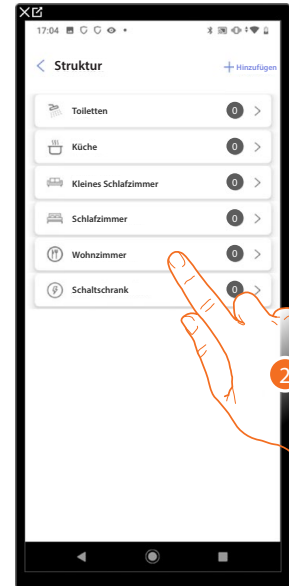 17:04
Struktur
Hinzufügen
Toiletten 0
Küche 0
Kleines Schlafzimmer 0
Schlafzimmer 0
Wohnzimmer 0
Schaltschrank 0
2